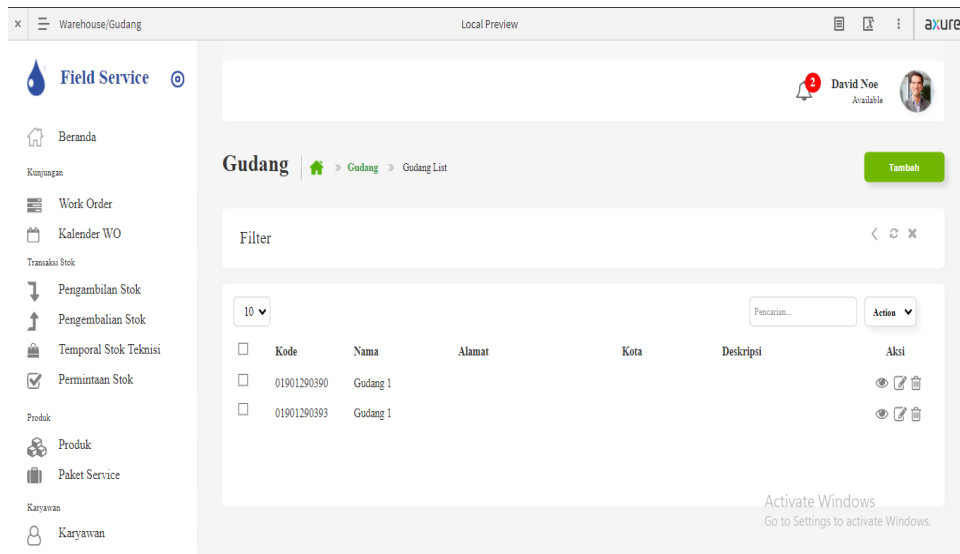 Warehouse/Gudang Local Preview axure
Field Service
2 David Noe
Available
Beranda
Kunjungan
Work Order
Kalender WO
Transaksi Stok
Pengambilan Stok
Pengembalian Stok
Temporal Stok Teknisi
Permintaan Stok
Produk
Produk
Paket Service
Karyawan
Karyawan
Gudang » Gudang » Gudang List Tambah
Filter
10 Pencarian... Action
Kode Nama Alamat Kota Deskripsi Aksi
01901290390 Gudang 1
01901290393 Gudang 1
Activate Windows
Go to Settings to activate Windows.